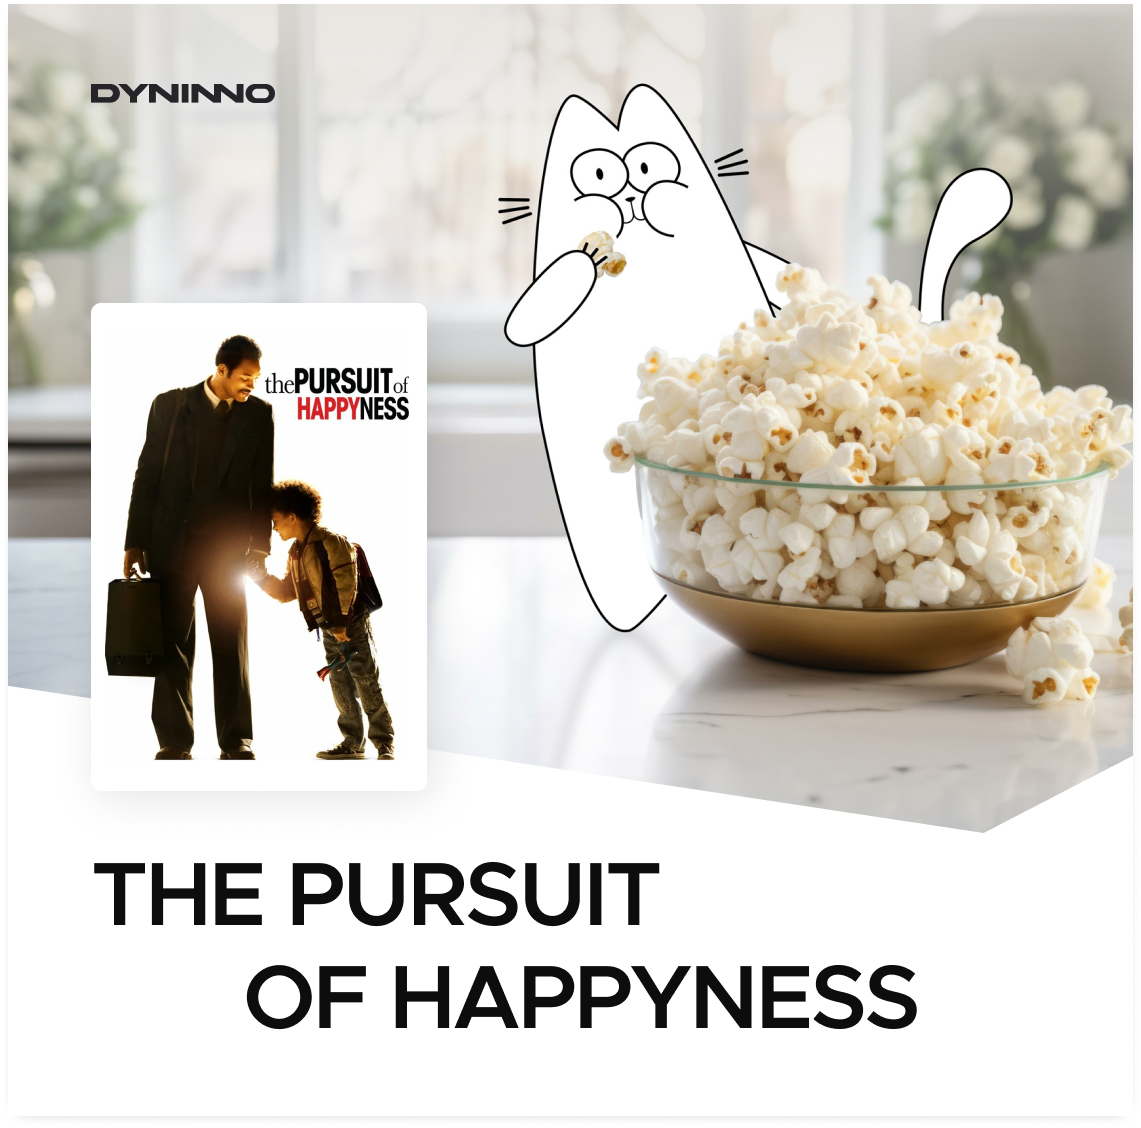 DYNINNO
the PURSUIT of
HAPPYNESS
THE PURSUIT
OF HAPPYNESS